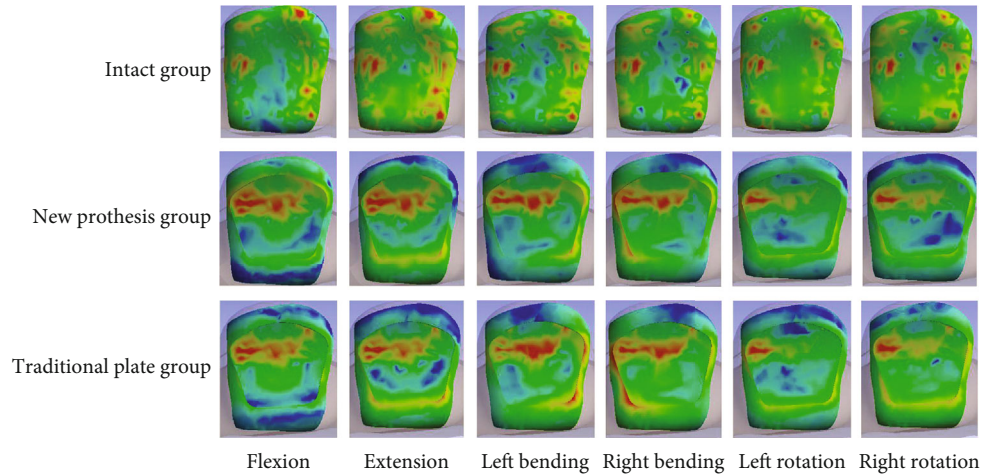 Intact group
New prothesis group
Traditional plate group
Flexion Extension Left bending Right bending Left rotation Right rotation